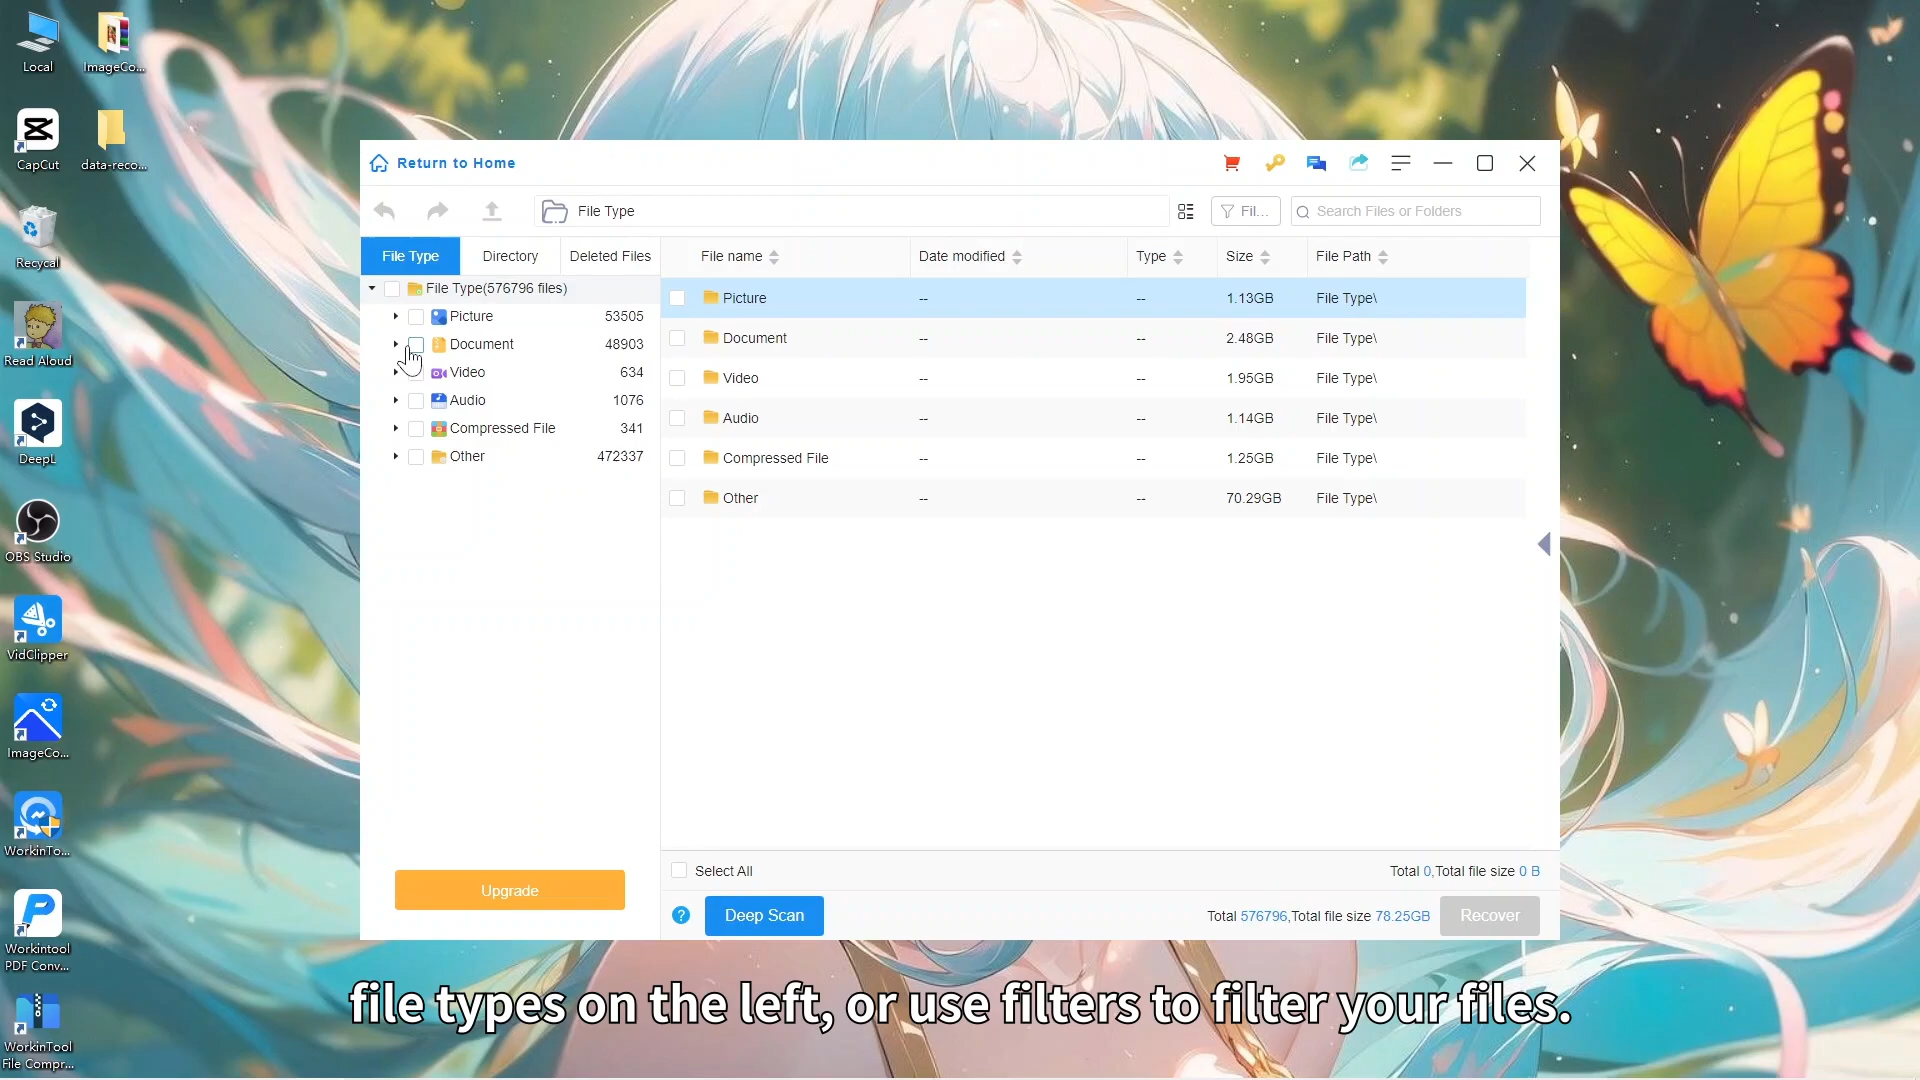 Local
ImageCo...
CapCut
data-reco...
Recycal
Read Aloud
DeepL
OBS Studio
VidClipper
ImageCo...
WorkinTo...
Workintool
PDF Conv...
WorkinTool
File Compr...
Return to Home
File Type
Fil...
Search Files or Folders
File Type Directory Deleted Files
File Type(576796 files)
Picture 53505
Document 48903
Video 634
Audio 1076
Compressed File 341
Other 472337
Upgrade
File name Date modified Type Size File Path
Picture -- -- 1.13GB File Type\
Document -- -- 2.48GB File Type\
Video -- -- 1.95GB File Type\
Audio -- -- 1.14GB File Type\
Compressed File -- -- 1.25GB File Type\
Other -- -- 70.29GB File Type\
Select All Total 0,Total file size 0 B
? Deep Scan Total 576796,Total file size 78.25GB Recover
file types on the left, or use filters to filter your files.